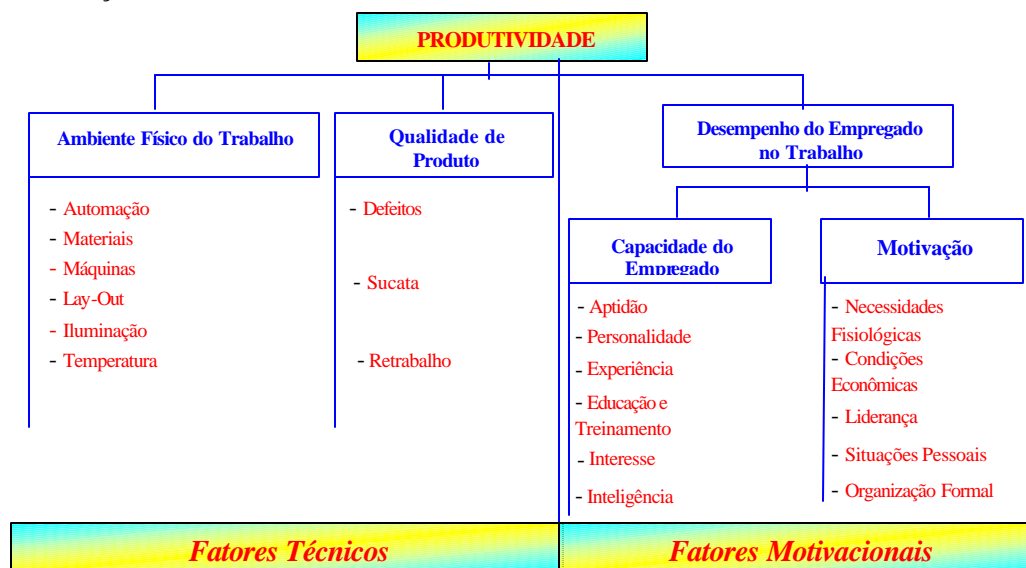 PRODUTIVIDADE
Ambiente Físico do Trabalho
- Automação
- Materiais
- Máquinas
- Lay-Out
- Iluminação
- Temperatura
Qualidade de
Produto
- Defeitos
- Sucata
- Retrabalho
Desempenho do Empregado
no Trabalho
Capacidade do
Empregado
- Aptidão
- Personalidade
- Experiência
- Educação e
Treinamento
- Interesse
- Inteligência
Motivação
- Necessidades
Fisiológicas
- Condições
Econômicas
- Liderança
- Situações Pessoais
- Organização Formal
Fatores Técnicos
Fatores Motivacionais